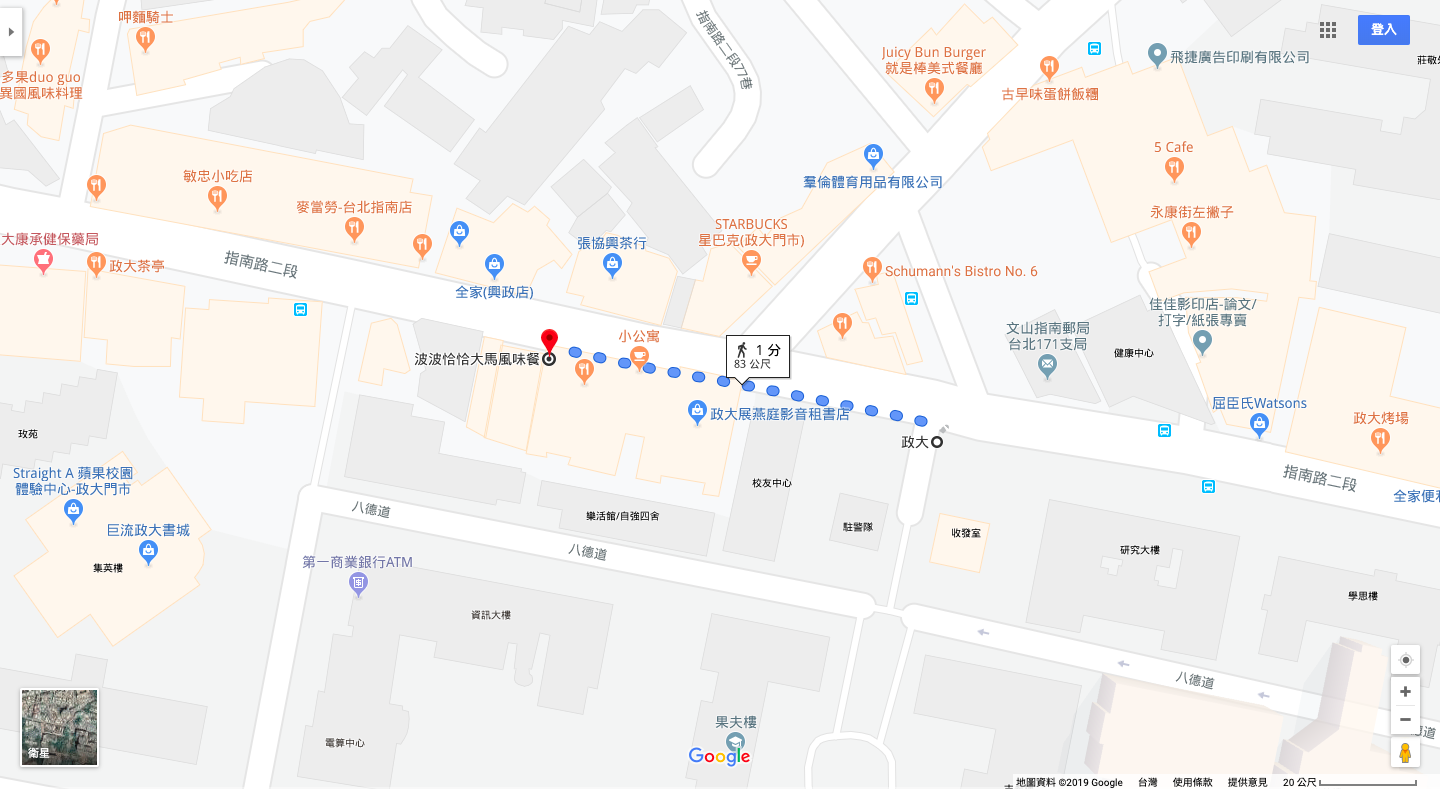 呷麵騎士
指南路二段77巷
登入
Juicy Bun Burger
就是棒美式餐廳
飛捷廣告印刷有限公司
多果duo guo
異國風味料理
古早味蛋餅飯糰
5 Cafe
敏忠小吃店
羣倫體育用品有限公司
麥當勞-台北指南店
永康街左撇子
STARBUCKS
星巴克(政大門市)
大康承健保藥局
張協興茶行
政大茶亭
指南路二段
Schumann's Bistro No. 6
全家(興政店)
佳佳影印店-論文/
打字/紙張專賣
文山指南郵局
台北171支局
小公寓
1 分
83 公尺
健康中心
波波恰恰大馬風味餐
屈臣氏Watsons
政大展燕庭影音租書店
政大烤場
玫苑
政大
Straight A 蘋果校園
體驗中心-政大門市
校友中心
指南路二段
八德道
樂活館/自強四舍
巨流政大書城
駐警隊
收發室
八德道
研究大樓
第一商業銀行ATM
集英樓
學思樓
資訊大樓
八德道
果夫樓
電算中心
衛星
Google
地圖資料 ©2019 Google
台灣
使用條款
提供意見
20 公尺